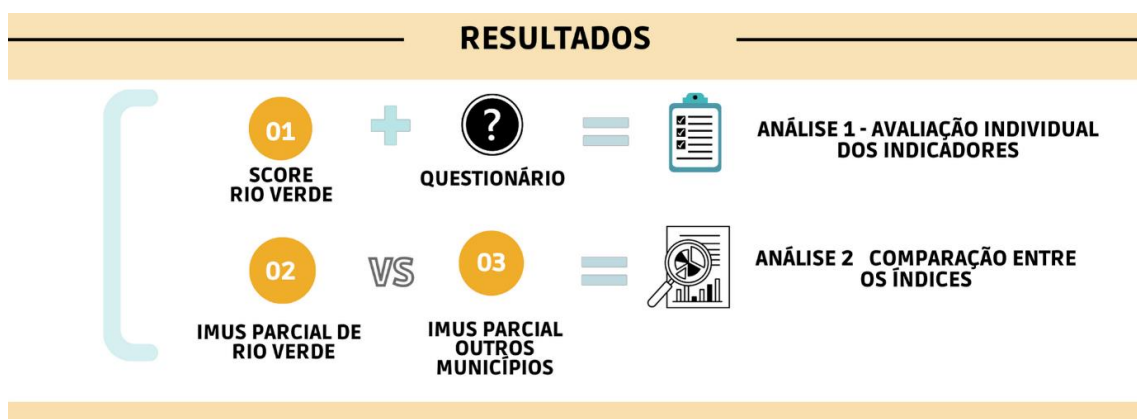 RESULTADOS
01
SCORE
RIO VERDE
+
?
QUESTIONÁRIO
=
ANÁLISE 1 - AVALIAÇÃO INDIVIDUAL
DOS INDICADORES
02
IMUS PARCIAL DE
RIO VERDE
VS
03
IMUS PARCIAL
OUTROS
MUNICÍPIOS
=
ANÁLISE 2 COMPARAÇÃO ENTRE
OS ÍNDICES